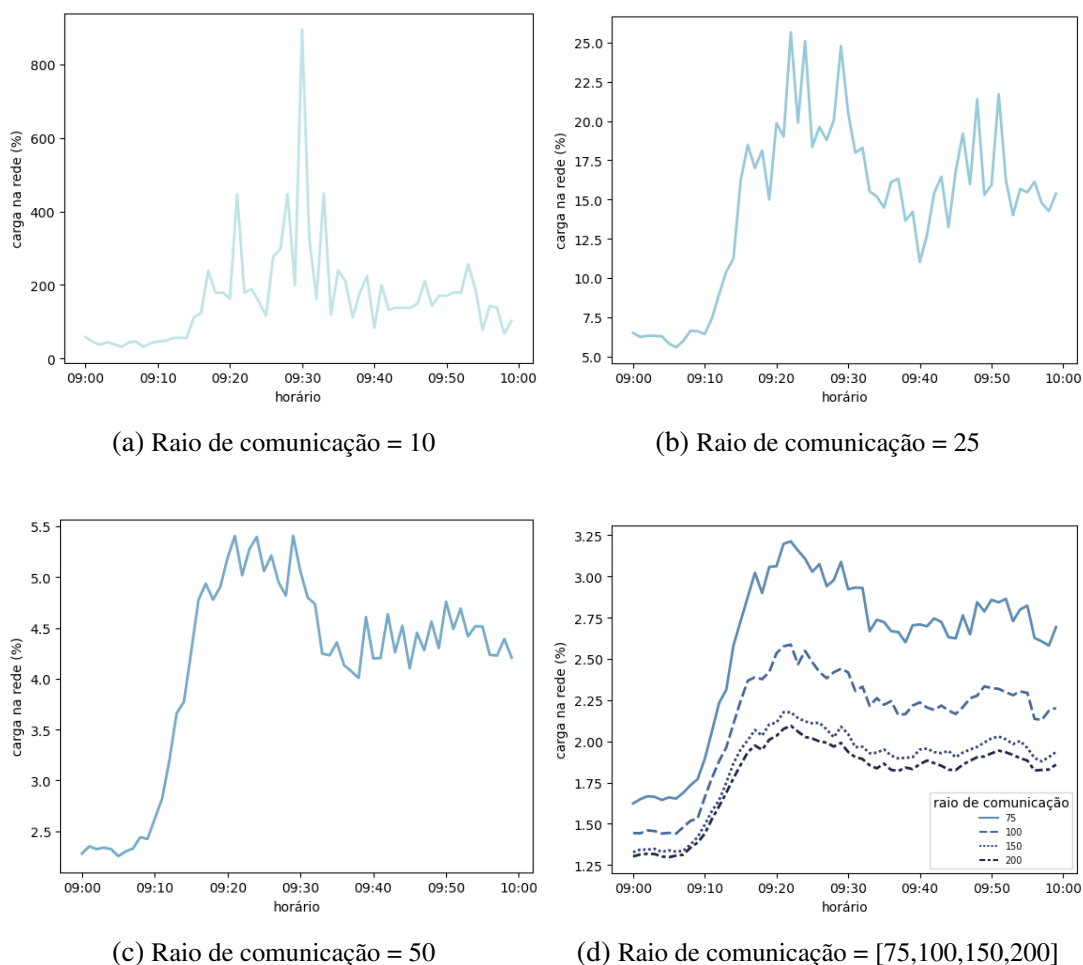 800
600
400
200
0
carga na rede (%)
09:00 09:10 09:20 09:30 09:40 09:50 10:00
horário
(a) Raio de comunicação = 10
25.0
22.5
20.0
17.5
15.0
12.5
10.0
7.5
5.0
carga na rede (%)
09:00 09:10 09:20 09:30 09:40 09:50 10:00
horário
(b) Raio de comunicação = 25
5.5
5.0
4.5
4.0
3.5
3.0
2.5
carga na rede (%)
09:00 09:10 09:20 09:30 09:40 09:50 10:00
horário
(c) Raio de comunicação = 50
3.25
3.00
2.75
2.50
2.25
2.00
1.75
1.50
1.25
carga na rede (%)
raio de comunicação
75
100
150
200
09:00 09:10 09:20 09:30 09:40 09:50 10:00
horário
(d) Raio de comunicação = [75,100,150,200]